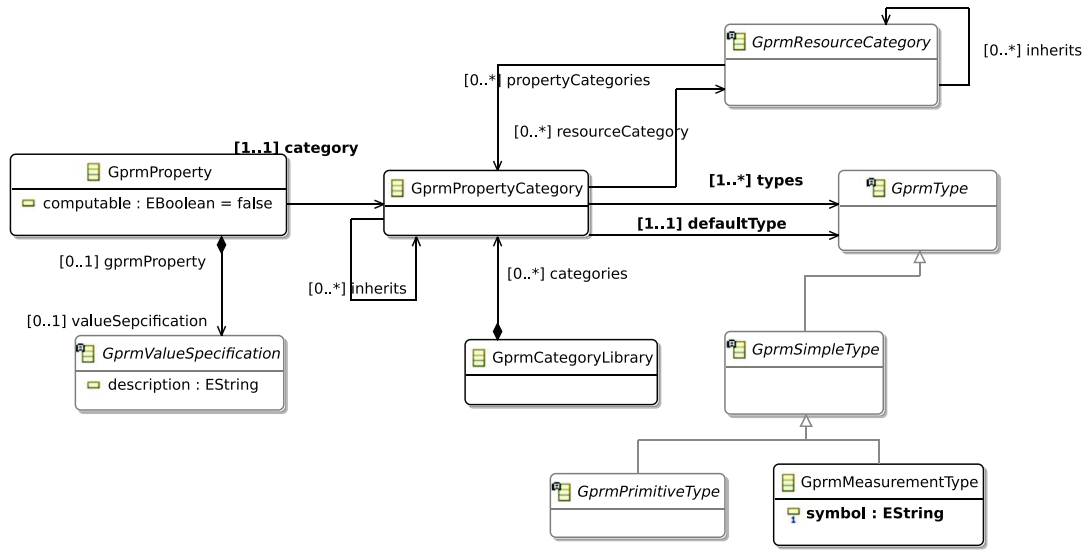 GprmResourceCategory
[0..*] inherits
[0..*] propertyCategories
[0..*] resourceCategory
[1..1] category
GprmProperty
computable : EBoolean = false
GprmPropertyCategory
[1..*] types
[1..1] defaultType
GprmType
[0..1] gprmProperty
[0..*] inherits
[0..*] categories
[0..1] valueSepcification
GprmValueSpecification
description : EString
GprmCategoryLibrary
GprmSimpleType
GprmPrimitiveType
GprmMeasurementType
1
symbol : EString